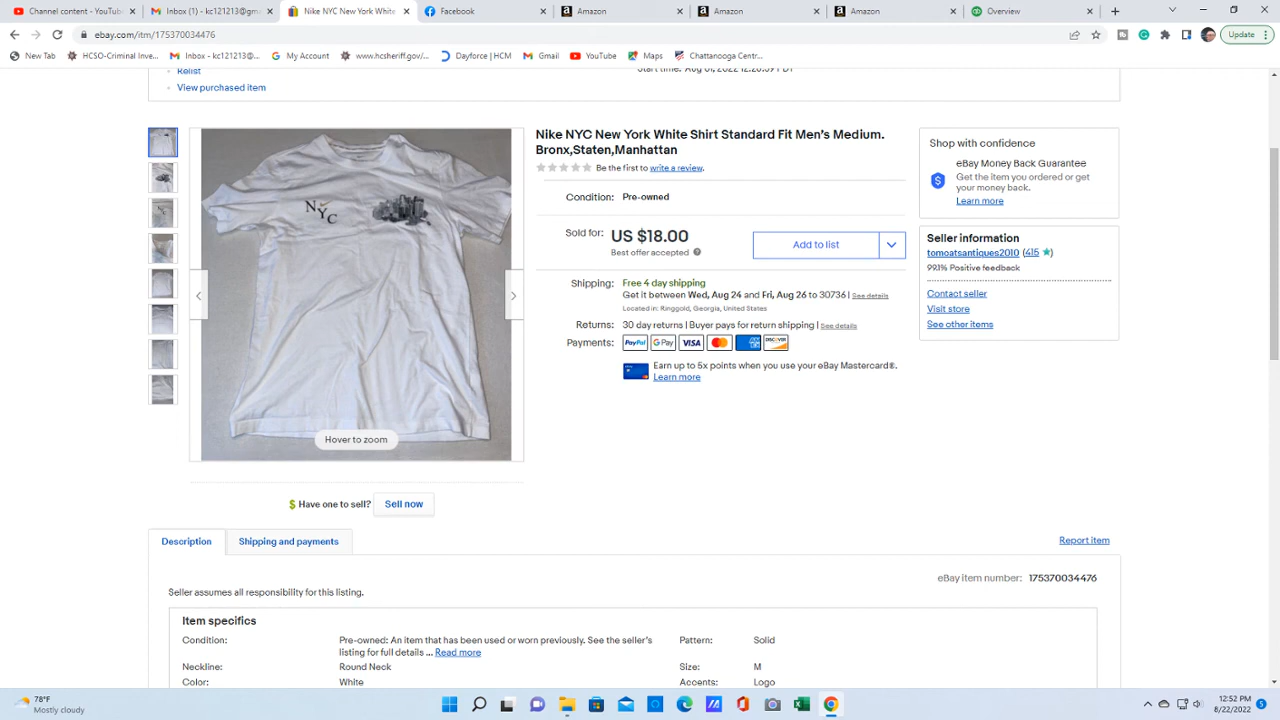 Channel content - YouTub
Inbox (1) - kc121213@gm
Nike NYC New York White
Facebook
Amazon
Amazon
Amazon
Overview
ebay.com/itm/175370034476
Update
New Tab
HCSO-Criminal Inve...
Inbox - kc121213@...
My Account
www.hcsheriff.gov/...
Dayforce | HCM
Gmail
YouTube
Maps
Chattanooga Centr...
Relist
View purchased item
Nike NYC New York White Shirt Standard Fit Men's Medium.
Bronx,Staten,Manhattan
Be the first to write a review.
Condition: Pre-owned
Sold for: US $18.00
Best offer accepted
Add to list
Shipping: Free 4 day shipping
Get it between Wed, Aug 24 and Fri, Aug 26 to 30736 | See details
Located in: Ringgold, Georgia, United States
Returns: 30 day returns | Buyer pays for return shipping | See details
Payments: PayPal G Pay VISA DISCOVER
Earn up to 5x points when you use your eBay Mastercard®.
Learn more
Shop with confidence
eBay Money Back Guarantee
Get the item you ordered or get
your money back.
Learn more
Seller information
tomoatsantiques2010 (415 ★)
99.1% Positive feedback
Contact seller
Visit store
See other items
NYC
Hover to zoom
$ Have one to sell? Sell now
Description
Shipping and payments
Report item
eBay item number: 175370034476
Seller assumes all responsibility for this listing.
Item specifics
Condition: Pre-owned: An item that has been used or worn previously. See the seller's
listing for full details ... Read more
Pattern: Solid
Neckline: Round Neck
Size: M
Color: White
Accents: Logo
78°F
Mostly cloudy
12:52 PM
8/22/2022
5